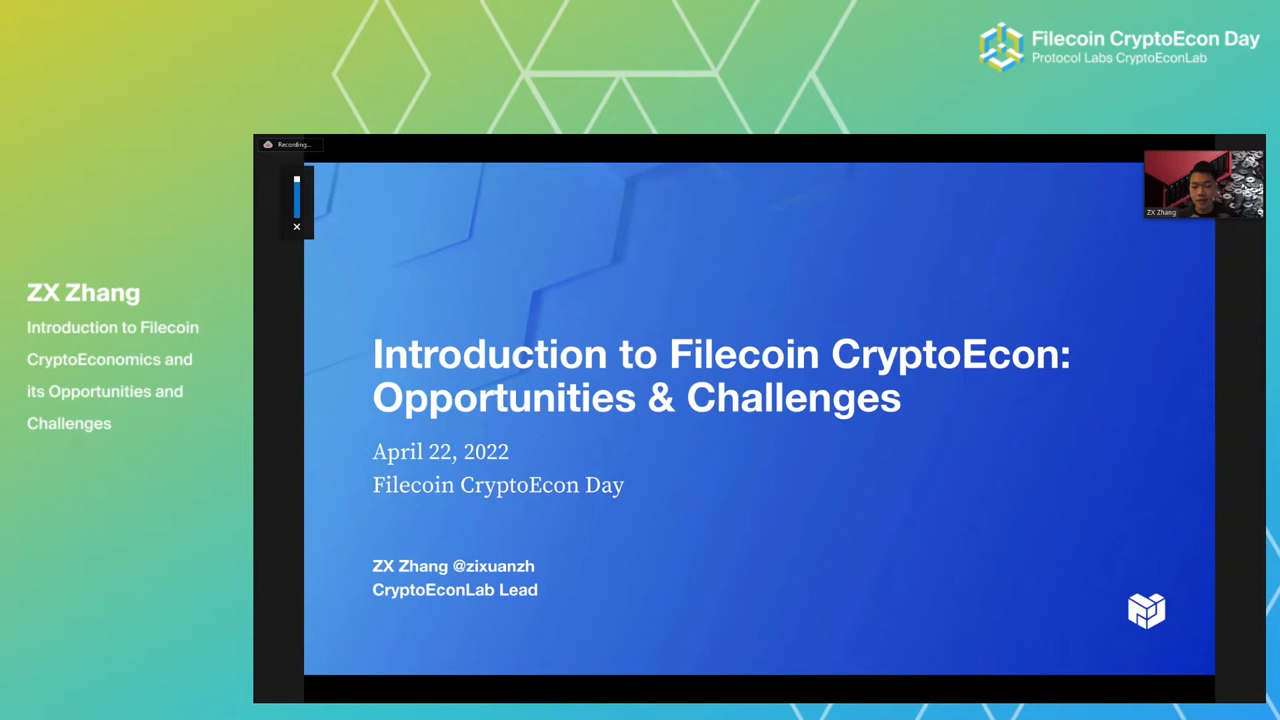 Filecoin CryptoEcon Day
Protocol Labs CryptoEconLab
Recording...
ZX Zhang
ZX Zhang
Introduction to Filecoin
CryptoEconomics and
its Opportunities and
Challenges
Introduction to Filecoin CryptoEcon:
Opportunities & Challenges
April 22, 2022
Filecoin CryptoEcon Day
ZX Zhang @zixuanzh
CryptoEconLab Lead